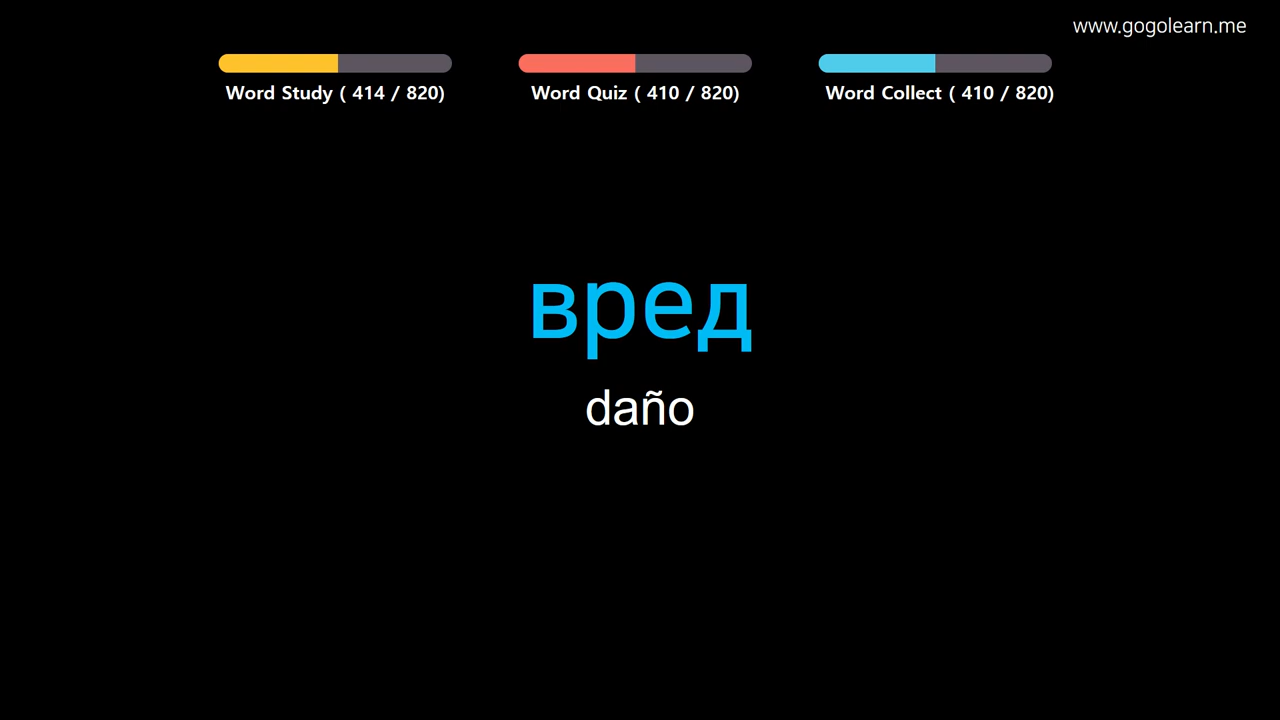 www.gogolearn.me
Word Study ( 414 / 820)
Word Quiz ( 410 / 820)
Word Collect ( 410 / 820)
вред
daño